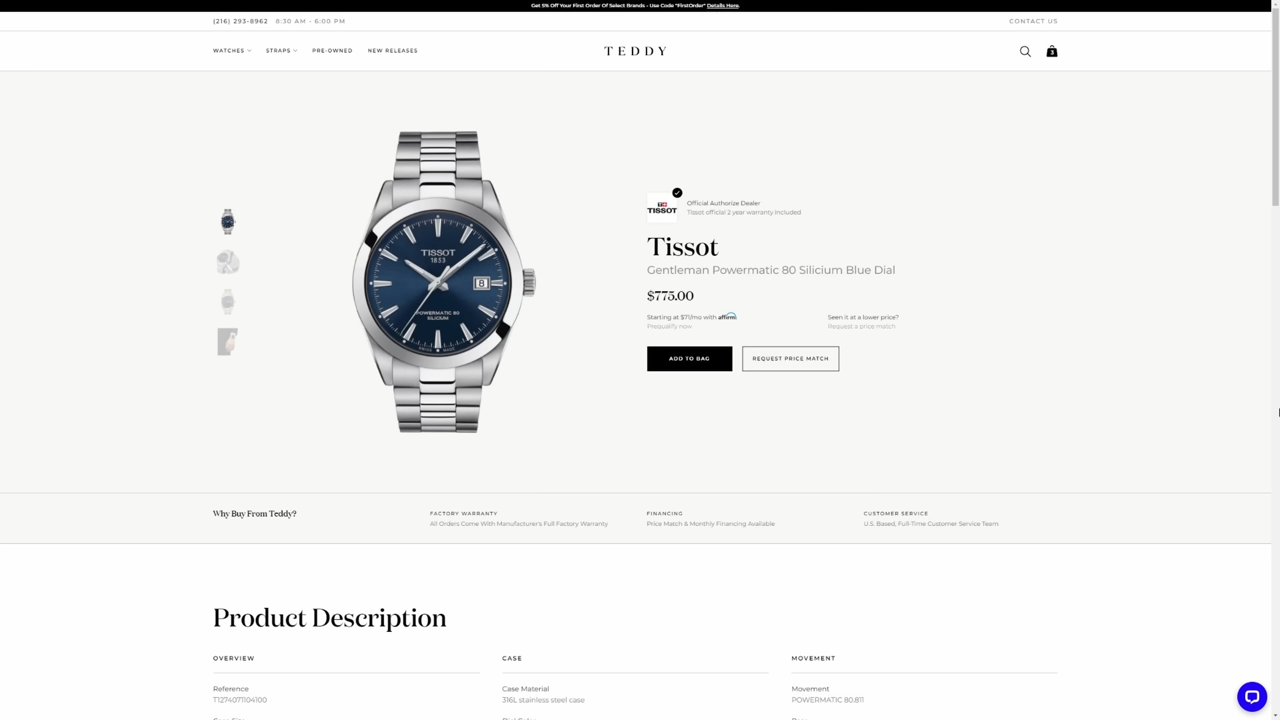 Get 5% Off Your First Order Of Select Brands - Use Code "FirstOrder" Details Here.
(216) 293-8962 8:30 AM - 6:00 PM
CONTACT US
WATCHES STRAPS PRE-OWNED NEW RELEASES
TEDDY
3
TISSOT
1853
8
POWERMATIC 80
SILICIUM
SWISS MADE
TISSOT
Official Authorize Dealer
Tissot official 2 year warranty included
Tissot
Gentleman Powermatic 80 Silicium Blue Dial
$775.00
Starting at $71/mo with affirm.
Prequalify now
Seen it at a lower price?
Request a price match
ADD TO BAG
REQUEST PRICE MATCH
Why Buy From Teddy?
FACTORY WARRANTY
All Orders Come With Manufacturer's Full Factory Warranty
FINANCING
Price Match & Monthly Financing Available
CUSTOMER SERVICE
U.S. Based, Full-Time Customer Service Team
Product Description
OVERVIEW
Reference
T1274071104100
CASE
Case Material
316L stainless steel case
MOVEMENT
Movement
POWERMATIC 80.811